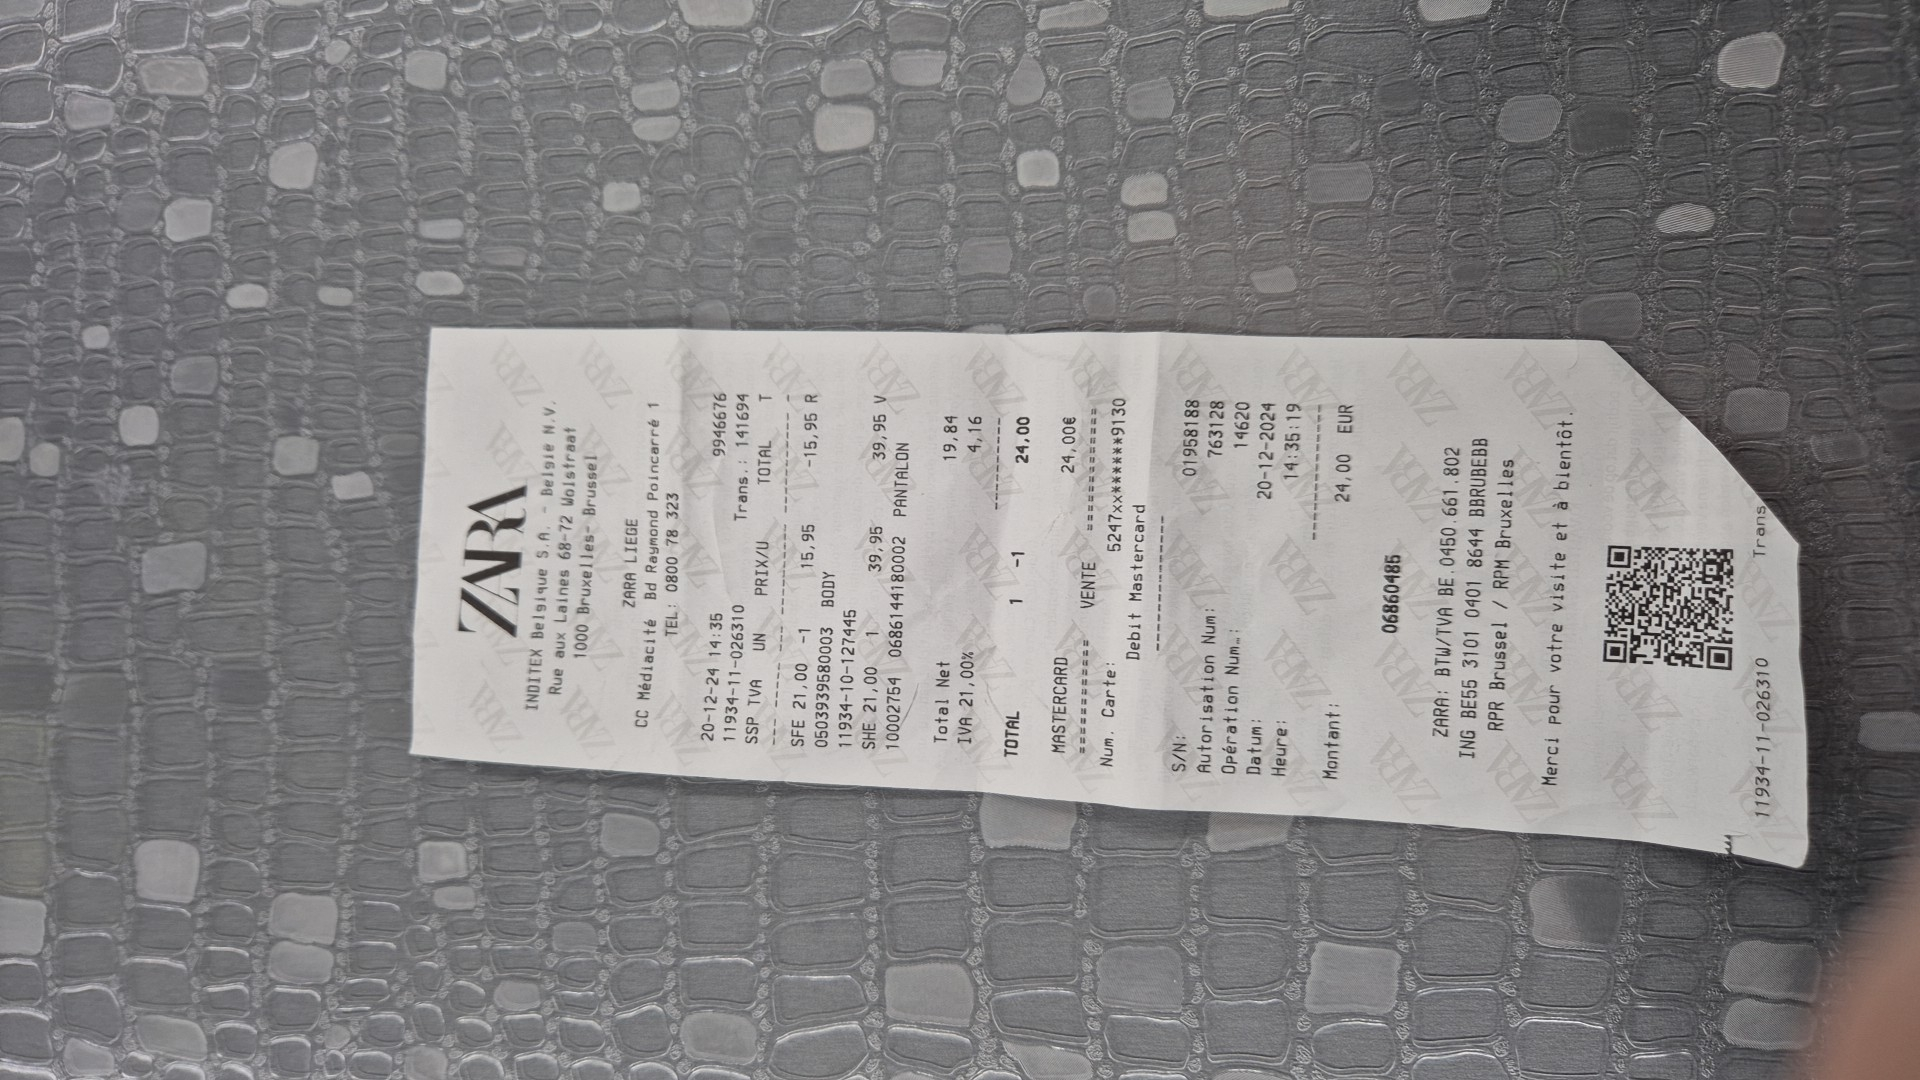 ZARA
INDITEX Belgique S.A. - Belgie N.V.
Rue aux Laines 68-72 Wolstraat
1000 Bruxelles- Brussel
ZARA LIEGE
CC Médiacité Bd Raymond Poincarré 1
TEL: 0800 78 323
20-12-24 14:35 9946676
11934-11-026310 Trans.: 141694
SSP TVA UN PRIX/U TOTAL T
SFE 21,00 -1 15,95 -15,95 R
05039395580003 BODY
11934-10-127445
SHE 21,00 1 39,95 39,95 V
10002754 06861441180002 PANTALON
Total Net 19,84
IVA 21,00% 4,16
----------
TOTAL 1 -1 24,00
MASTERCARD 24,00€
========== VENTE ==============
Num. Carte: 5247xx******9130
Debit Mastercard
--------------
S/N: 01958188
Autorisation Num: 763128
Opération Num.: 14620
Datum: 20-12-2024
Heure: 14:35:19
--------------
Montant: 24,00 EUR
06860485
ZARA: BTW/TVA BE.0450.661.802
ING BE55 3101 0401 8644 BBRUBEBB
RPR Brussel / RPM Bruxelles
Merci pour votre visite et à bientôt.
11934-11-026310 Trans